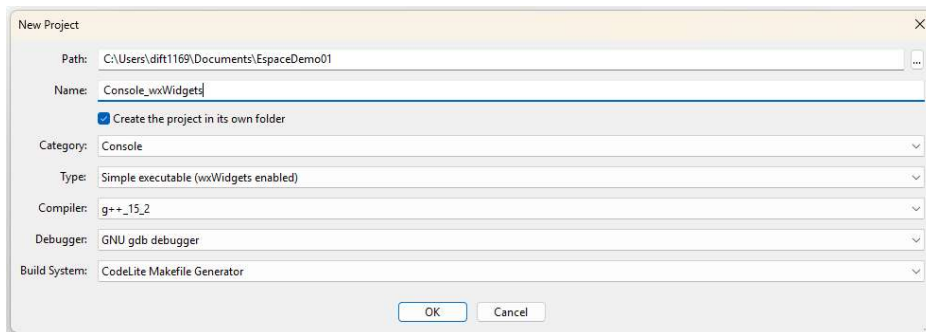 New Project
Path: C:\Users\dift1169\Documents\EspaceDemo01 ...
Name: Console_wxWidgets
Create the project in its own folder
Category: Console
Type: Simple executable (wxWidgets enabled)
Compiler: g++_15_2
Debugger: GNU gdb debugger
Build System: CodeLite Makefile Generator
OK Cancel